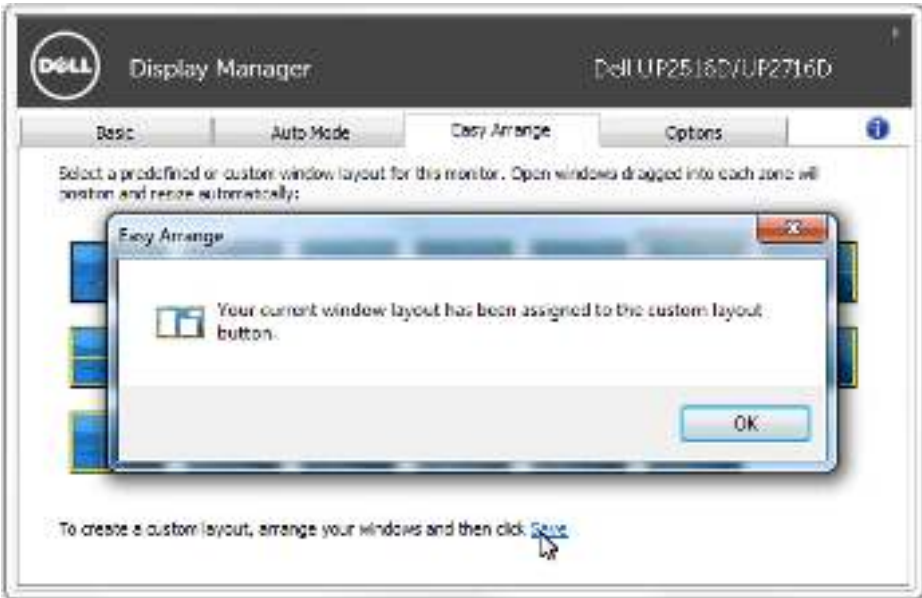 DELL
Display Manager
Dell UP2516D/UP2716D
Basic
Auto Mode
Easy Arrange
Options
Select a predefined or custom window layout for this monitor. Open windows dragged into each zone will
position and resize automatically:
Easy Arrange
Your current window layout has been assigned to the custom layout
button.
OK
To create a custom layout, arrange your windows and then click Save